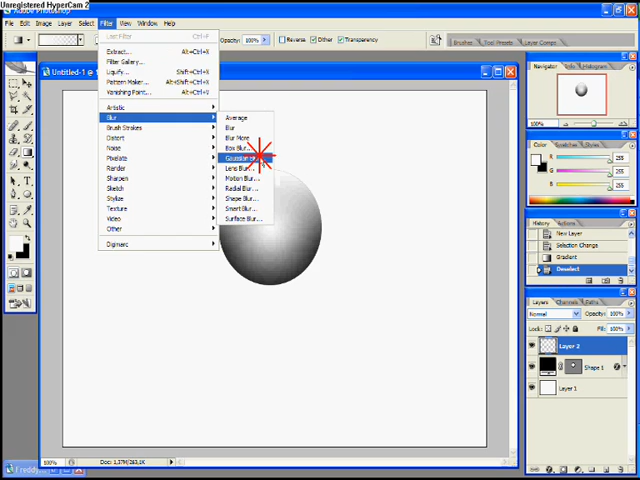 Unregistered HyperCam 2
File Edit Image Layer Select Filter View Window Help
Opacity: 100% Reverse Dither Transparency
Brushes Tool Presets Layer Comps
Last Filter Ctrl+F
Extract... Alt+Ctrl+X
Filter Gallery...
Liquify... Shift+Ctrl+X
Pattern Maker... Alt+Shift+Ctrl+X
Vanishing Point... Alt+Ctrl+V
Artistic
Blur
Brush Strokes
Distort
Noise
Pixelate
Render
Sharpen
Sketch
Stylize
Texture
Video
Other
Digimarc
Average
Blur
Blur More
Box Blur...
Gaussian
Lens Blur...
Motion Blur...
Radial Blur...
Shape Blur...
Smart Blur...
Surface Blur...
Untitled-1 @
100% Doc: 1,37M/263,1K
Navigator Info Histogram
100%
Color Swatches Styles
R 255
G 255
B 255
History Actions
New Layer
Selection Change
Gradient
Deselect
Layers Channels Paths
Normal Opacity: 100%
Lock: Fill: 100%
Layer 2
Shape 1
Layer 1